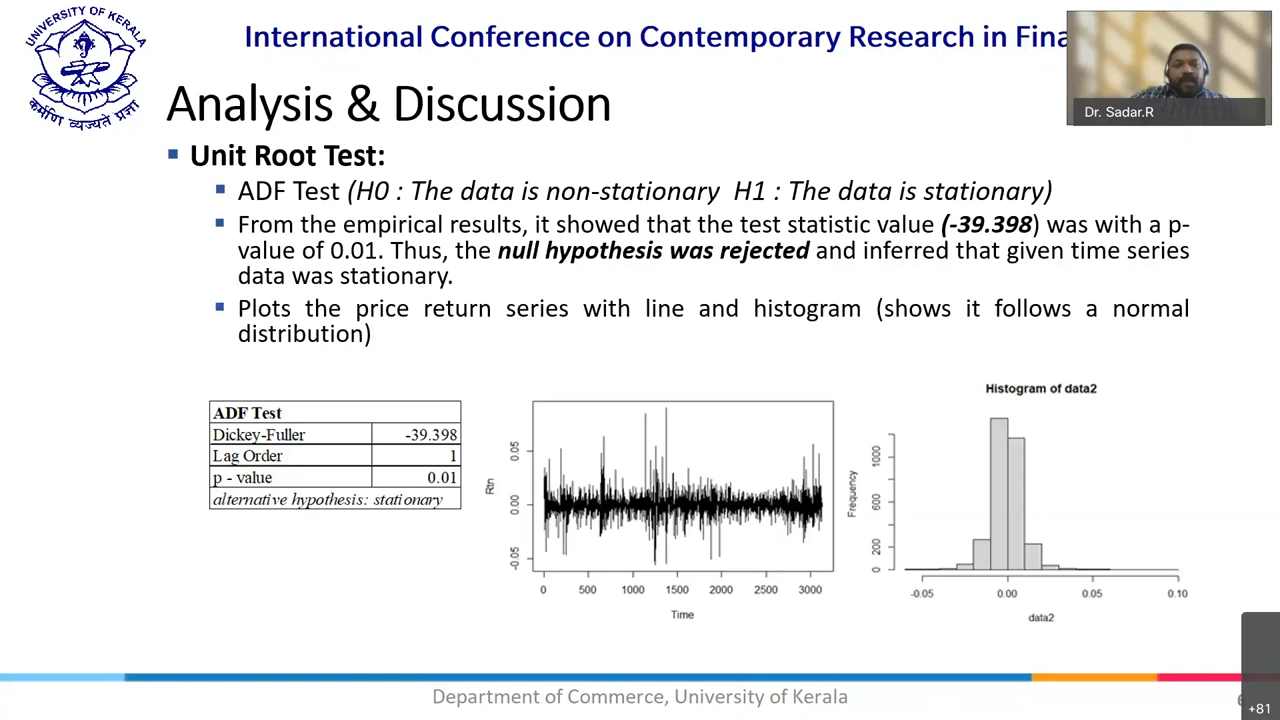 UNIVERSITY OF KERALA
कर्मणि व्यज्यते प्रज्ञा
International Conference on Contemporary Research in Fina
Dr. Sadar.R
Analysis & Discussion
Unit Root Test:
ADF Test (H0 : The data is non-stationary H1 : The data is stationary)
From the empirical results, it showed that the test statistic value (-39.398) was with a p-
value of 0.01. Thus, the null hypothesis was rejected and inferred that given time series
data was stationary.
Plots the price return series with line and histogram (shows it follows a normal
distribution)
ADF Test
Dickey-Fuller -39.398
Lag Order 1
p - value 0.01
alternative hypothesis: stationary
Rtn
0.05
0.00
-0.05
0 500 1000 1500 2000 2500 3000
Time
Histogram of data2
Frequency
1000
600
200
0
-0.05 0.00 0.05 0.10
data2
Department of Commerce, University of Kerala
+81